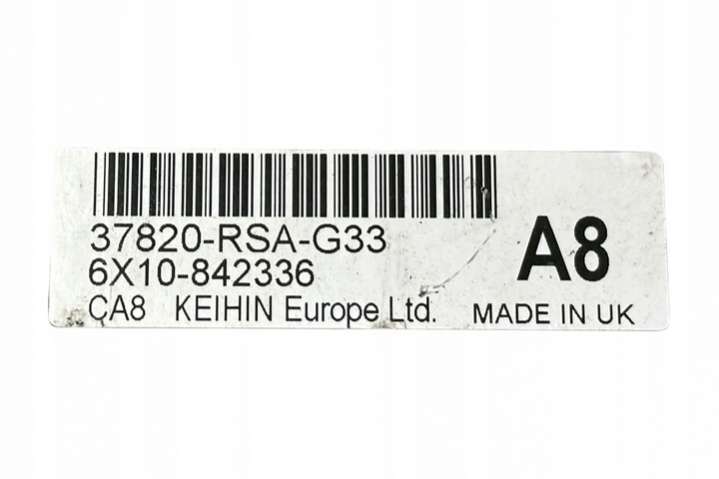 37820-RSA-G33
6X10-842336
A8
CA8 KEIHIN Europe Ltd. MADE IN UK